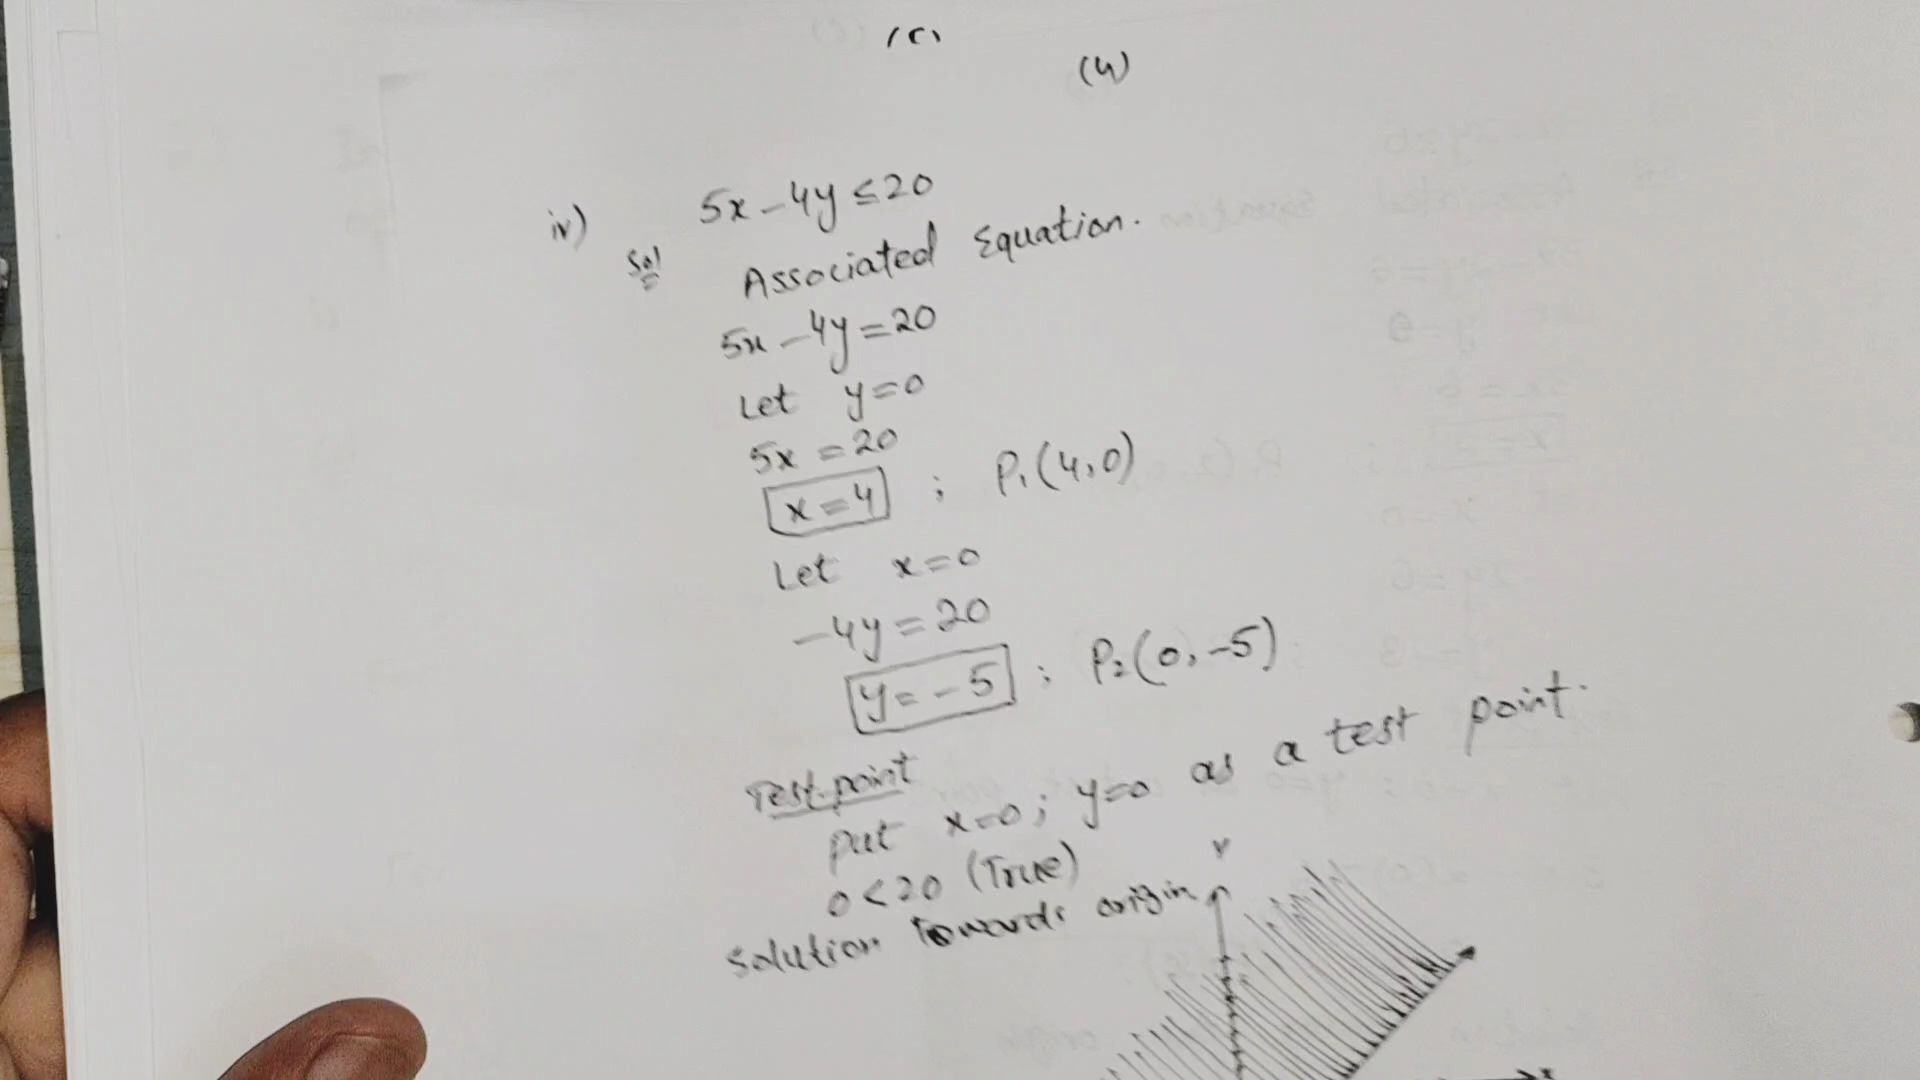 (4)
iv) 5x - 4y ≤ 20
Sol Associated Equation.
5x - 4y = 20
Let y = 0
5x = 20
x = 4 ; P₁(4,0)
Let x = 0
-4y = 20
y = -5 ; P₂(0,-5)
Test-point
put x=0; y=0 as a test point.
0 < 20 (True)
Solution Towards origin
Y
X